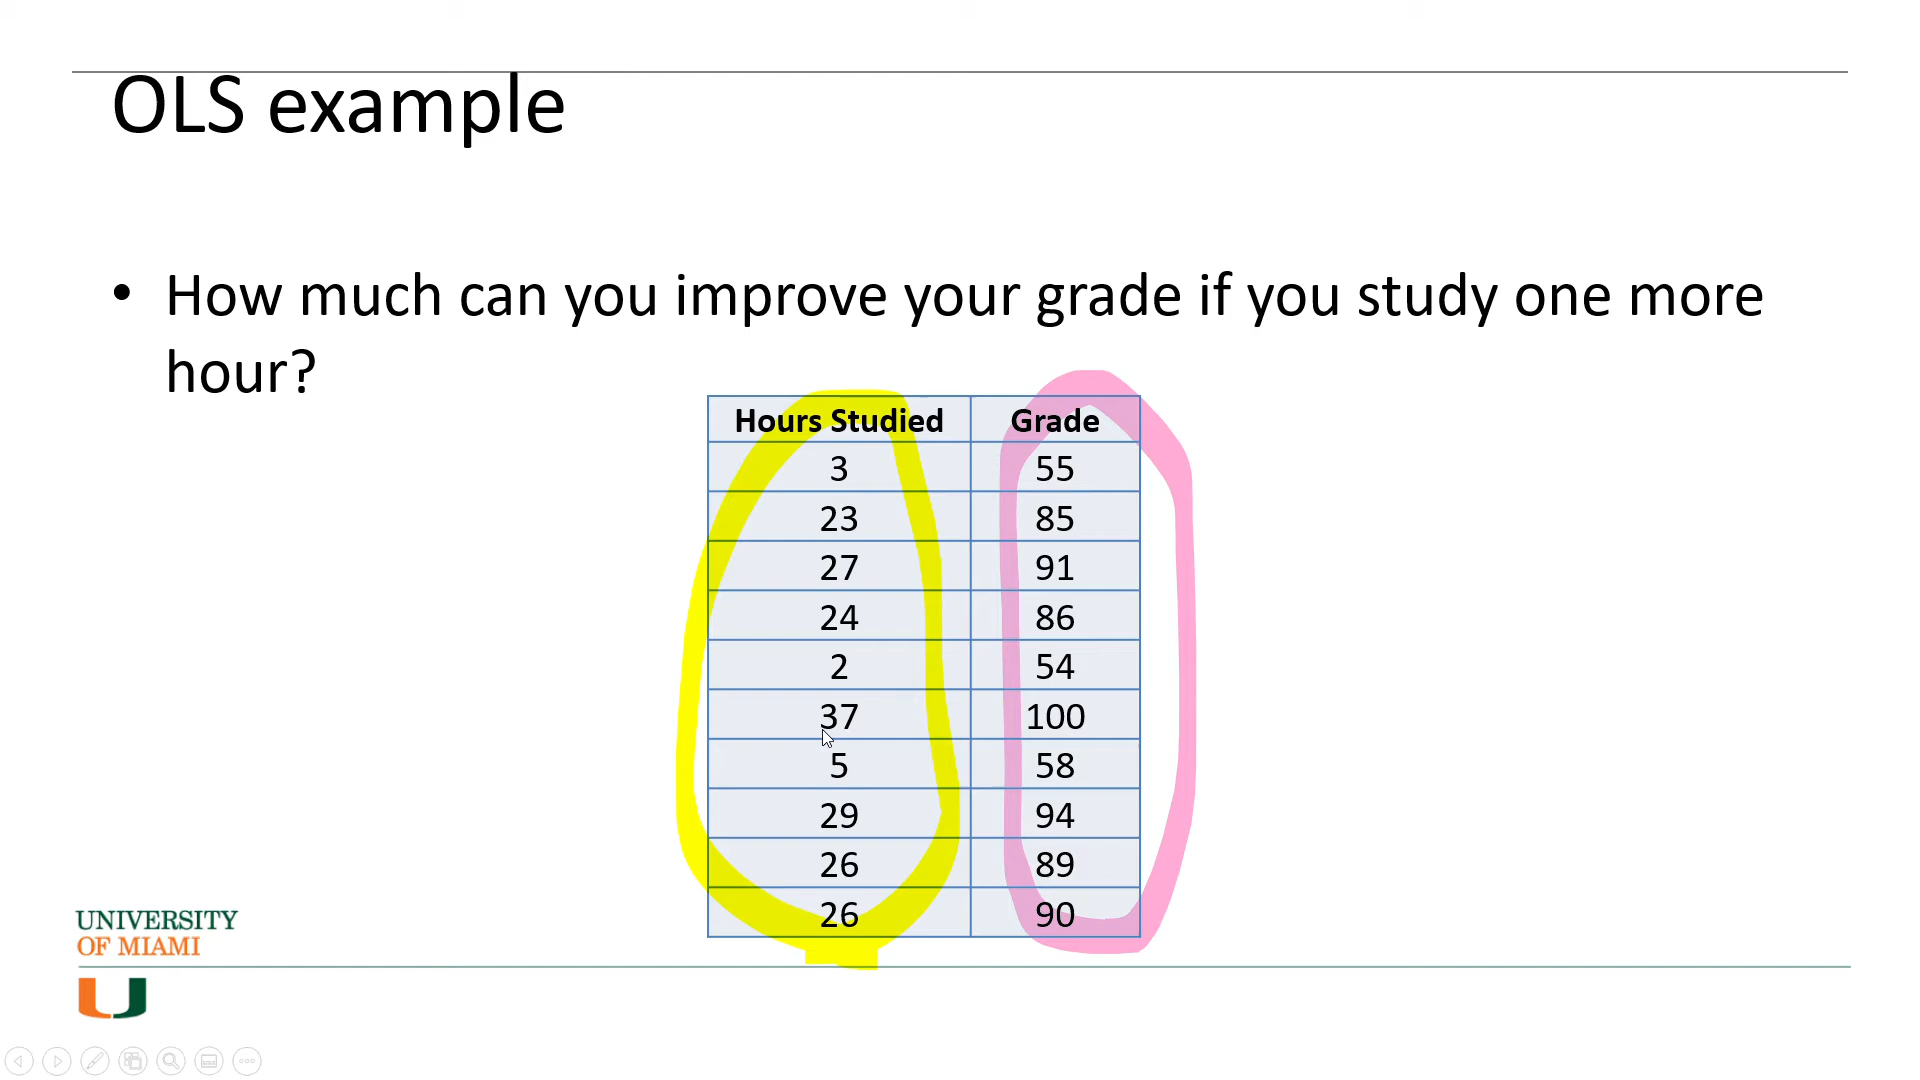 OLS example
• How much can you improve your grade if you study one more
hour?
Hours Studied Grade
3 55
23 85
27 91
24 86
2 54
37 100
5 58
29 94
26 89
26 90
UNIVERSITY
OF MIAMI